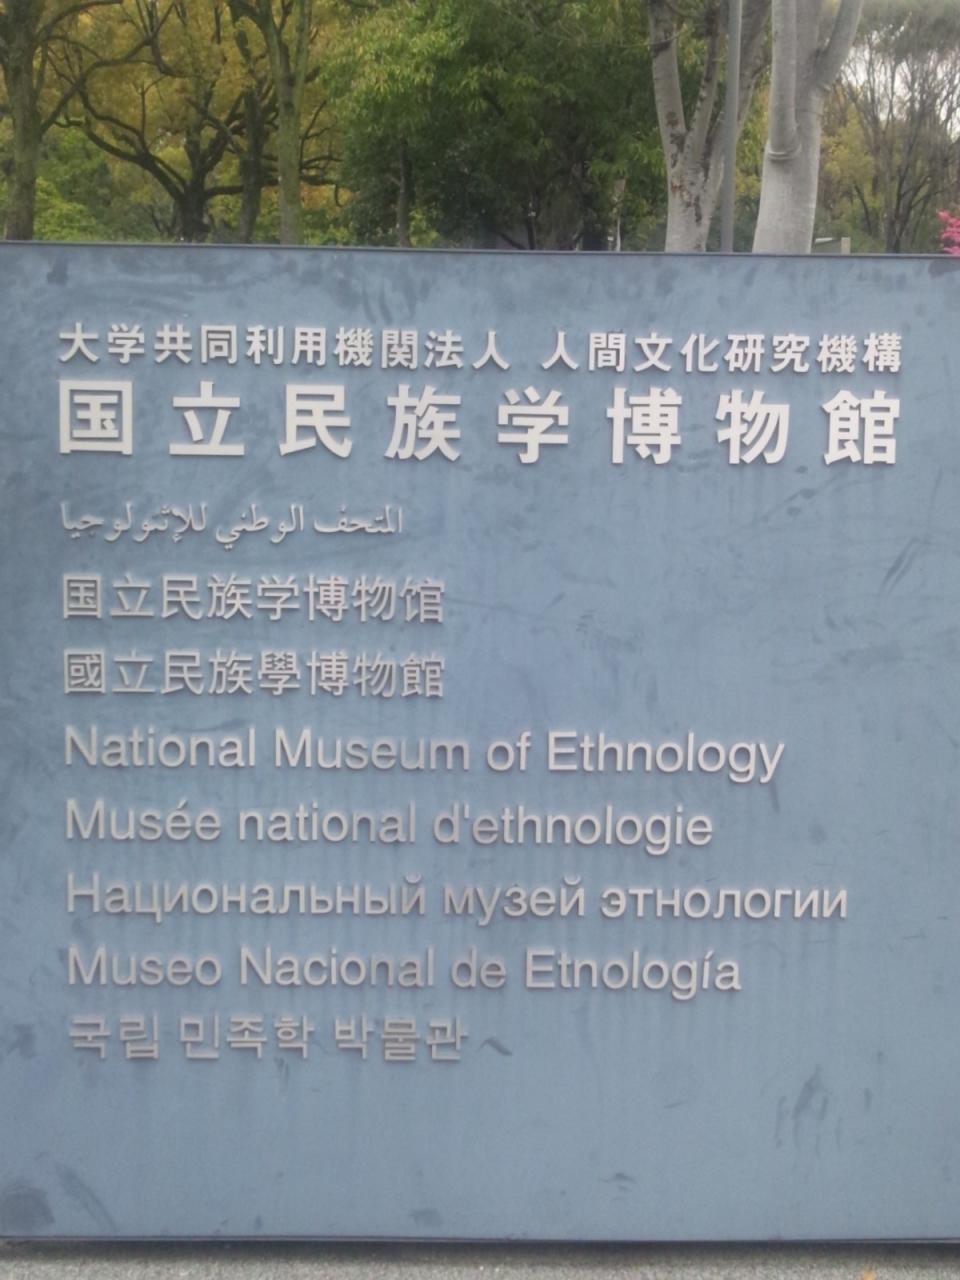 大学共同利用機関法人 人間文化研究機構
国立民族学博物館
المتحف الوطني للإثنولوجيا
国立民族学博物馆
國立民族學博物館
National Museum of Ethnology
Musée national d'ethnologie
Национальный музей этнологии
Museo Nacional de Etnología
국립 민족학 박물관